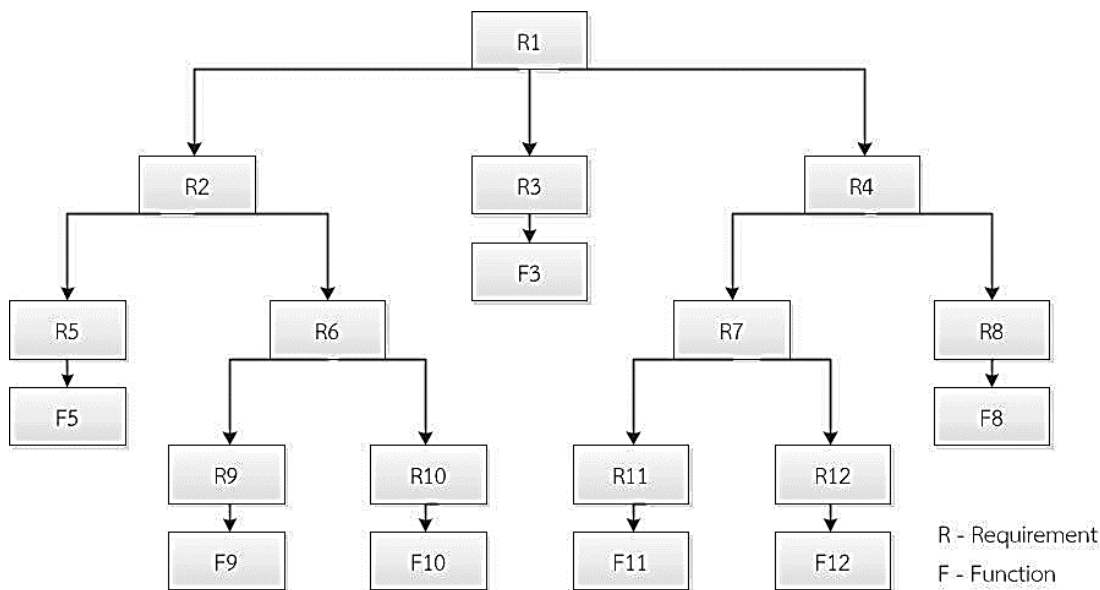 R1
R2
R3
R4
F3
R5
R6
R7
R8
F5
F8
R9
R10
R11
R12
F9
F10
F11
F12
R - Requirement
F - Function